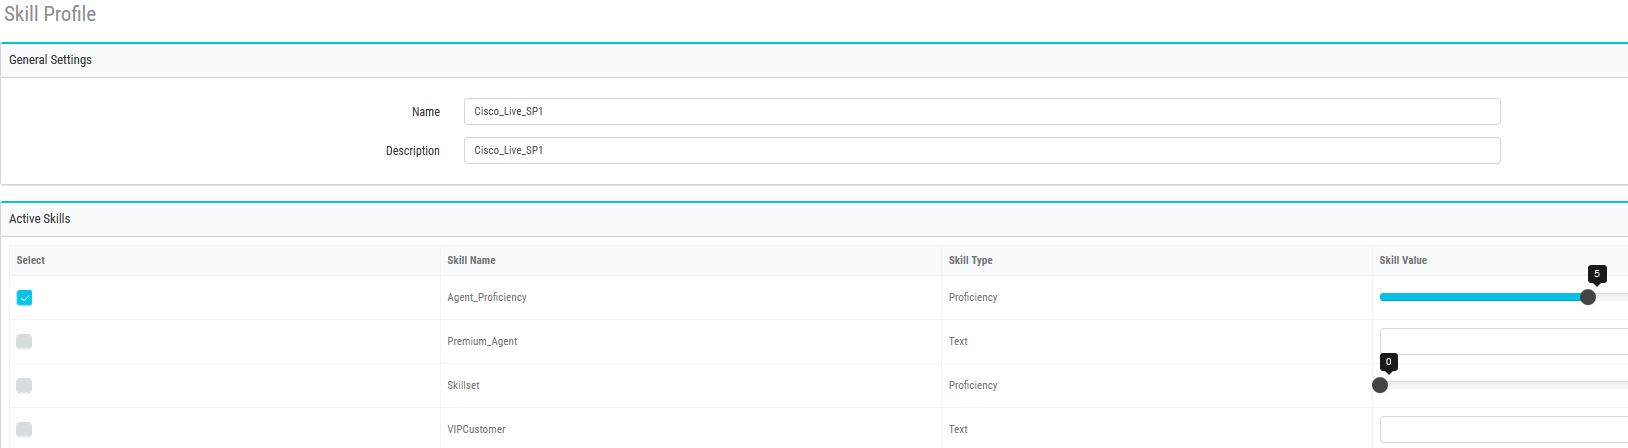 Skill Profile
General Settings
Name Cisco_Live_SP1
Description Cisco_Live_SP1
Active Skills
Select Skill Name Skill Type Skill Value
5
Agent_Proficiency Proficiency
Premium_Agent Text
0
Skillset Proficiency
VIPCustomer Text